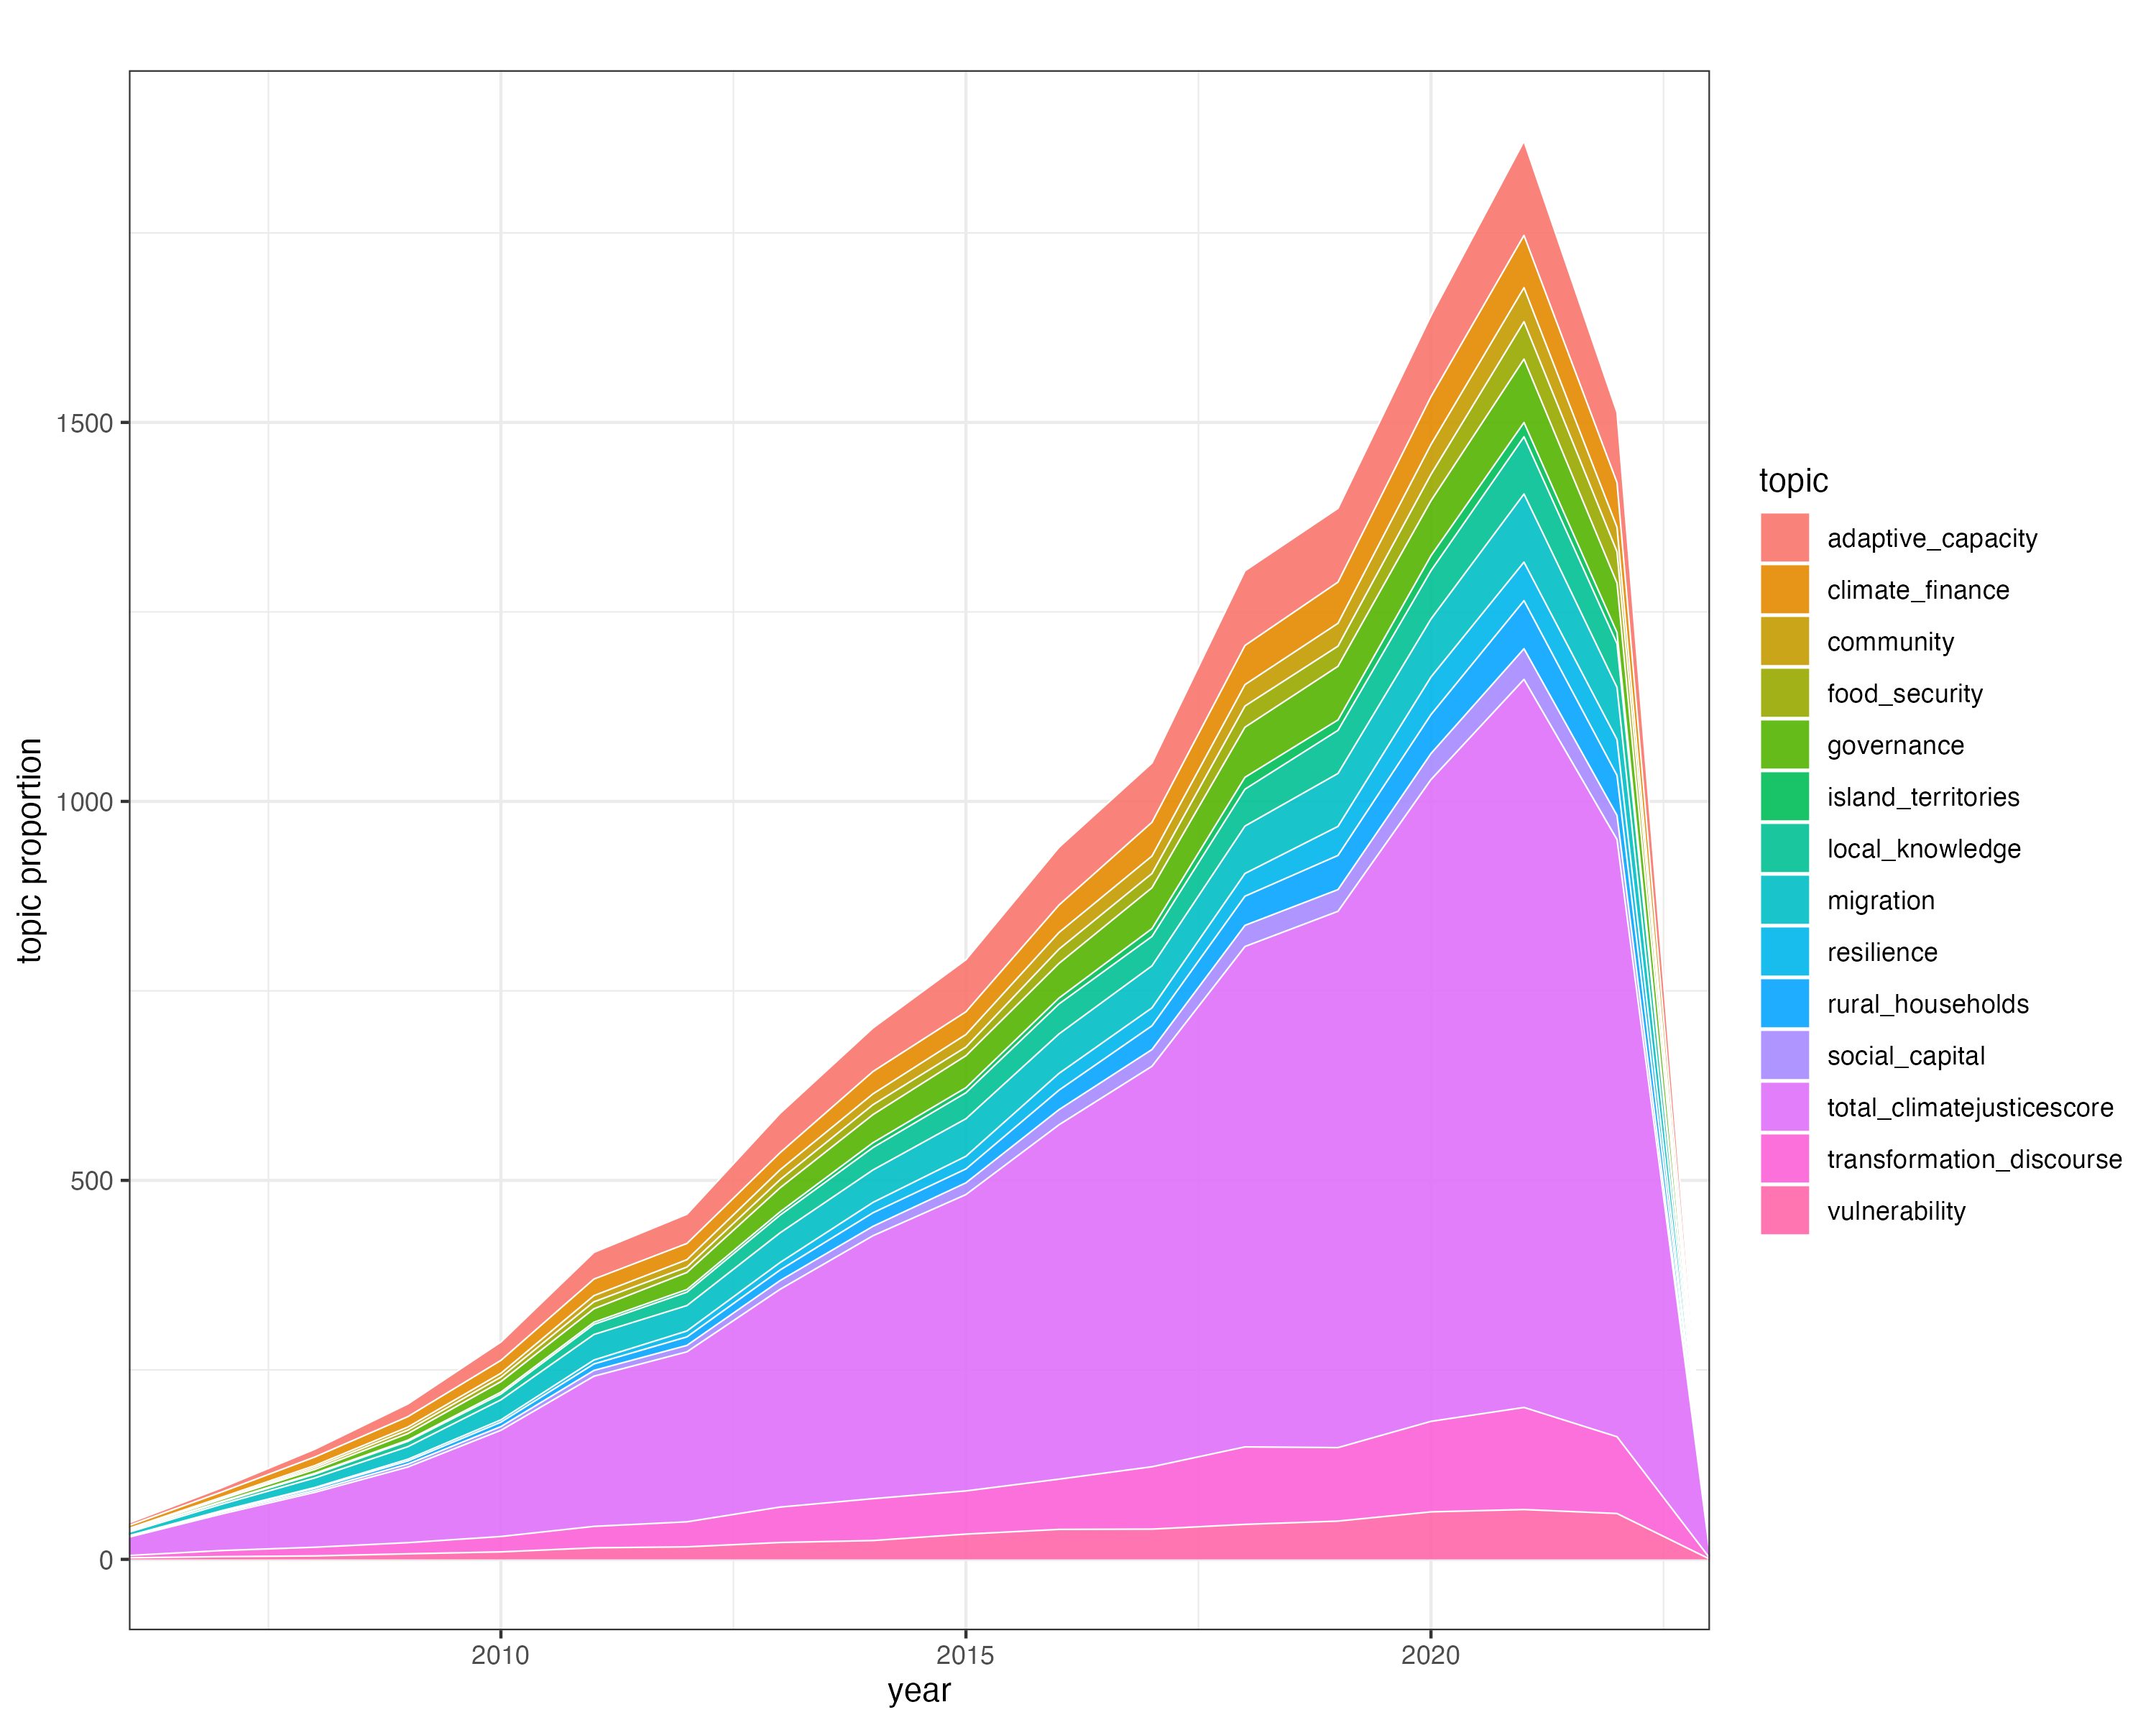 topic proportion
1500
1000
500
0
2010
2015
2020
year
topic
adaptive_capacity
climate_finance
community
food_security
governance
island_territories
local_knowledge
migration
resilience
rural_households
social_capital
total_climatejusticescore
transformation_discourse
vulnerability